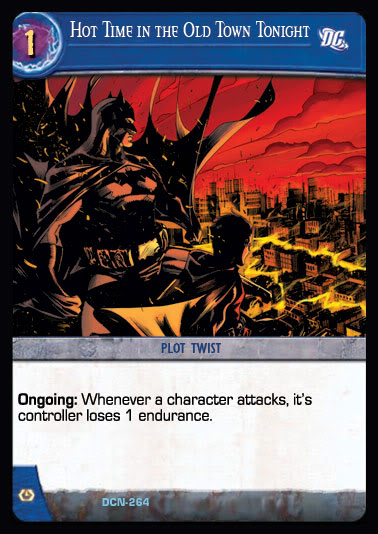 1
Hot Time in the Old Town Tonight
DC
PLOT TWIST
Ongoing: Whenever a character attacks, it's
controller loses 1 endurance.
DCN-264